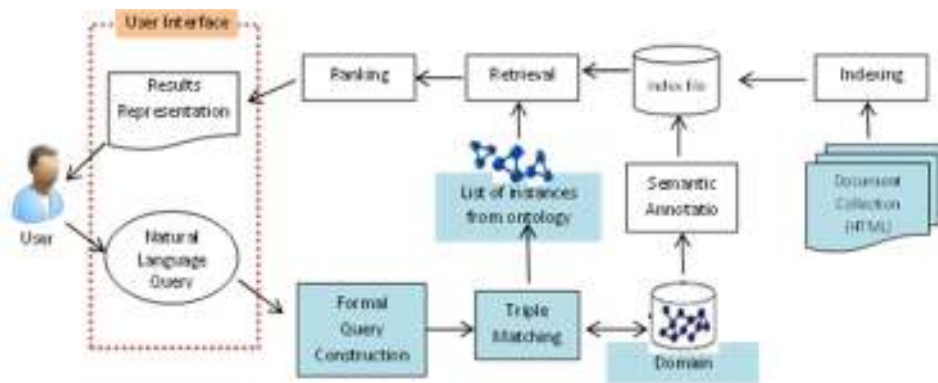 User Interface
Results
Representation
Ranking
Retrieval
Index file
Indexing
User
List of instances
from ontology
Semantic
Annotatio
Document
Collection
(HTML)
Natural
Language
Query
Formal
Query
Construction
Triple
Matching
Domain